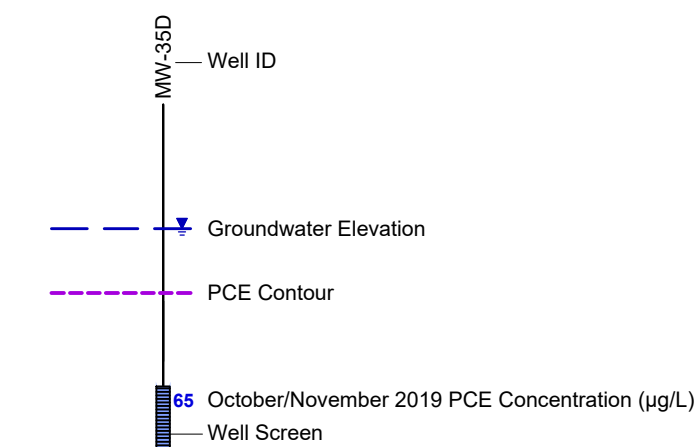 MW-35D
Well ID
Groundwater Elevation
PCE Contour
65 October/November 2019 PCE Concentration (µg/L)
Well Screen